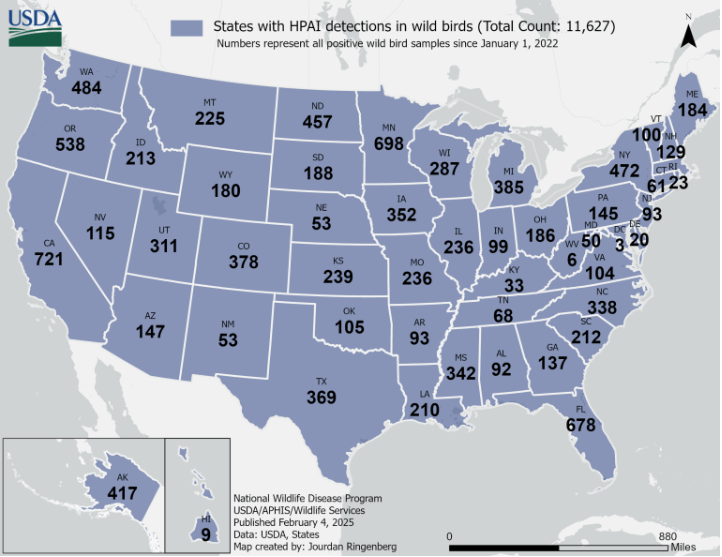 USDA
States with HPAI detections in wild birds (Total Count: 11,627)
Numbers represent all positive wild bird samples since January 1, 2022
N
WA
484
OR
538
ID
213
MT
225
ND
457
MN
698
WI
287
MI
385
ME
184
VT
100
NH
129
NY
472
CT
61
RI
23
SD
188
WY
180
NE
53
IA
352
IL
236
IN
99
OH
186
PA
145
NJ
93
MD
50
DC
3
DE
20
WV
6
VA
104
CA
721
NV
115
UT
311
CO
378
KS
239
MO
236
KY
33
TN
68
NC
338
SC
212
AZ
147
NM
53
OK
105
AR
93
MS
342
AL
92
GA
137
TX
369
LA
210
FL
678
AK
417
HI
9
National Wildlife Disease Program
USDA/APHIS/Wildlife Services
Published February 4, 2025
Data: USDA, States
Map created by: Jourdan Ringenberg
0
880
Miles